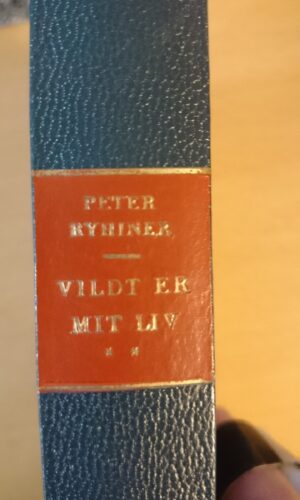 PETER
RYHINER
VILDT ER
MIT LIV